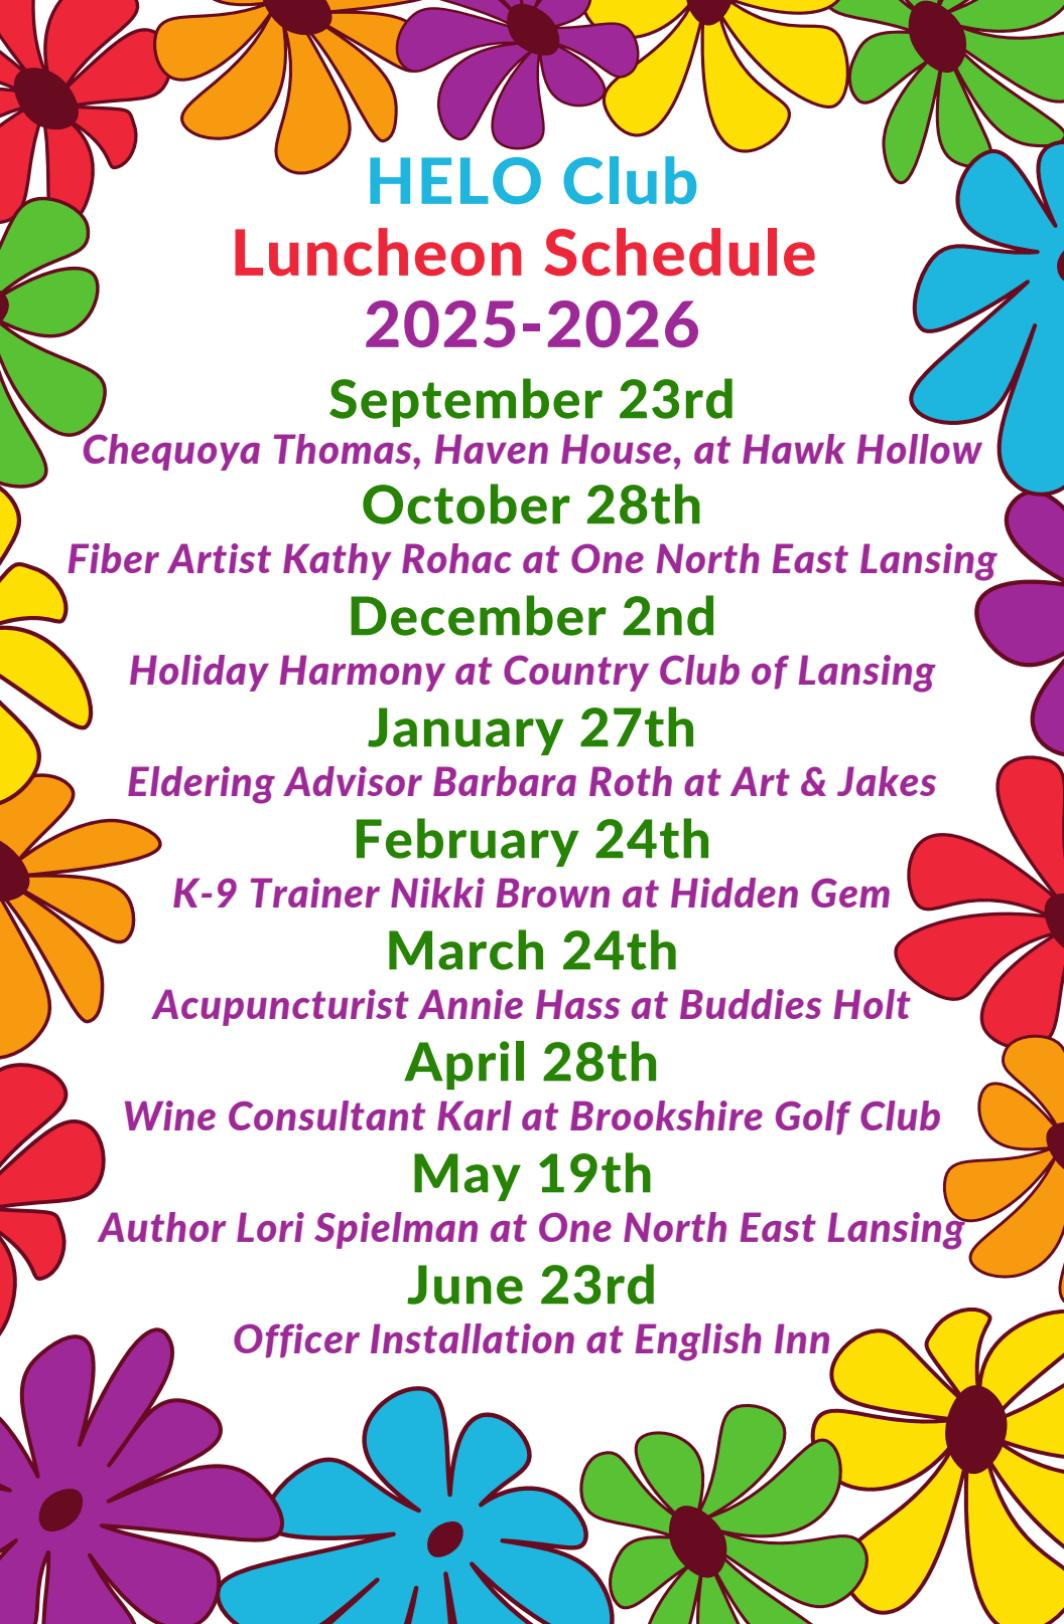 HELO Club
Luncheon Schedule
2025-2026
September 23rd
Chequoya Thomas, Haven House, at Hawk Hollow
October 28th
Fiber Artist Kathy Rohac at One North East Lansing
December 2nd
Holiday Harmony at Country Club of Lansing
January 27th
Eldering Advisor Barbara Roth at Art & Jakes
February 24th
K-9 Trainer Nikki Brown at Hidden Gem
March 24th
Acupuncturist Annie Hass at Buddies Holt
April 28th
Wine Consultant Karl at Brookshire Golf Club
May 19th
Author Lori Spielman at One North East Lansing
June 23rd
Officer Installation at English Inn